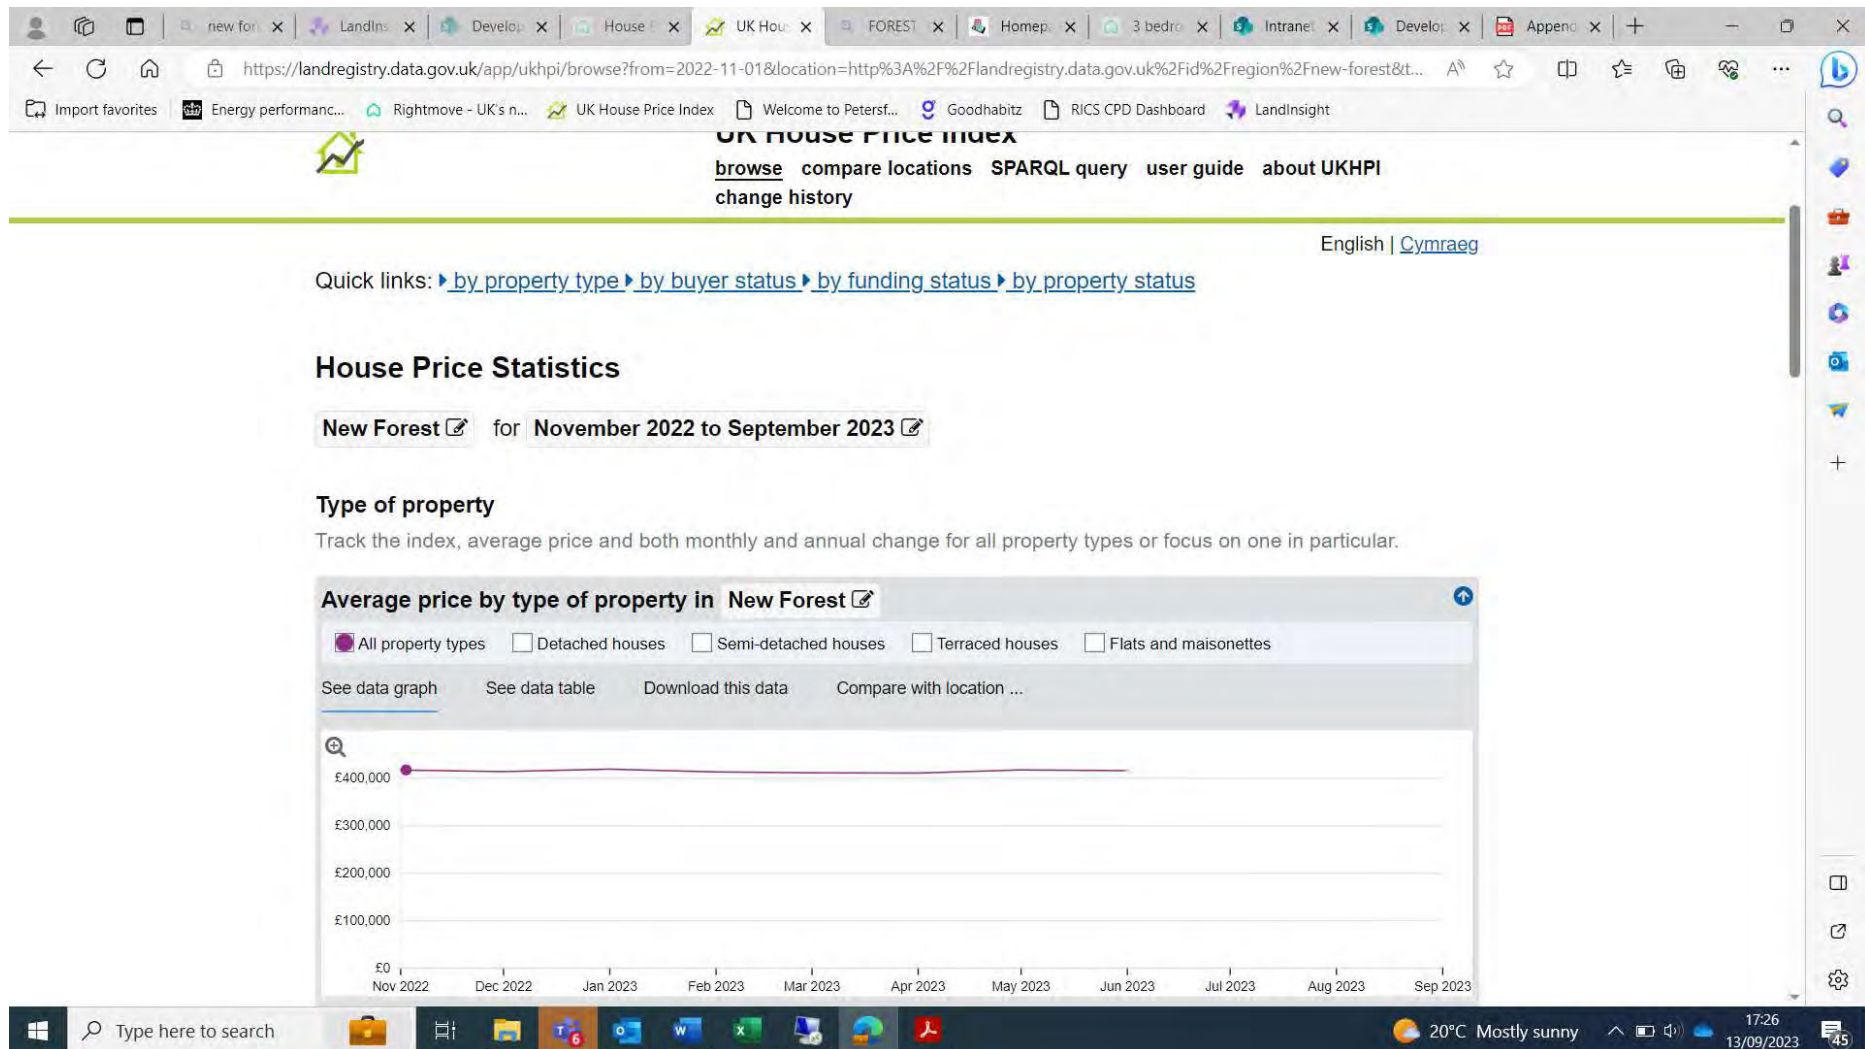 new for
LandIns
Develop
House
UK Hou
FOREST
Homep
3 bedro
Intranet
Develop
Append
https://landregistry.data.gov.uk/app/ukhpi/browse?from=2022-11-01&location=http%3A%2F%2Flandregistry.data.gov.uk%2Fid%2Fregion%2Fnew-forest&t...
Import favorites
Energy performanc...
Rightmove - UK's n...
UK House Price Index
Welcome to Petersf...
Goodhabitz
RICS CPD Dashboard
LandInsight
UK House Price Index
browse compare locations SPARQL query user guide about UKHPI
change history
English | Cymraeg
Quick links: by property type by buyer status by funding status by property status
House Price Statistics
New Forest for November 2022 to September 2023
Type of property
Track the index, average price and both monthly and annual change for all property types or focus on one in particular.
Average price by type of property in New Forest
All property types Detached houses Semi-detached houses Terraced houses Flats and maisonettes
See data graph See data table Download this data Compare with location ...
£400,000
£300,000
£200,000
£100,000
£0
Nov 2022 Dec 2022 Jan 2023 Feb 2023 Mar 2023 Apr 2023 May 2023 Jun 2023 Jul 2023 Aug 2023 Sep 2023
Type here to search
20°C Mostly sunny
17:26
13/09/2023
45